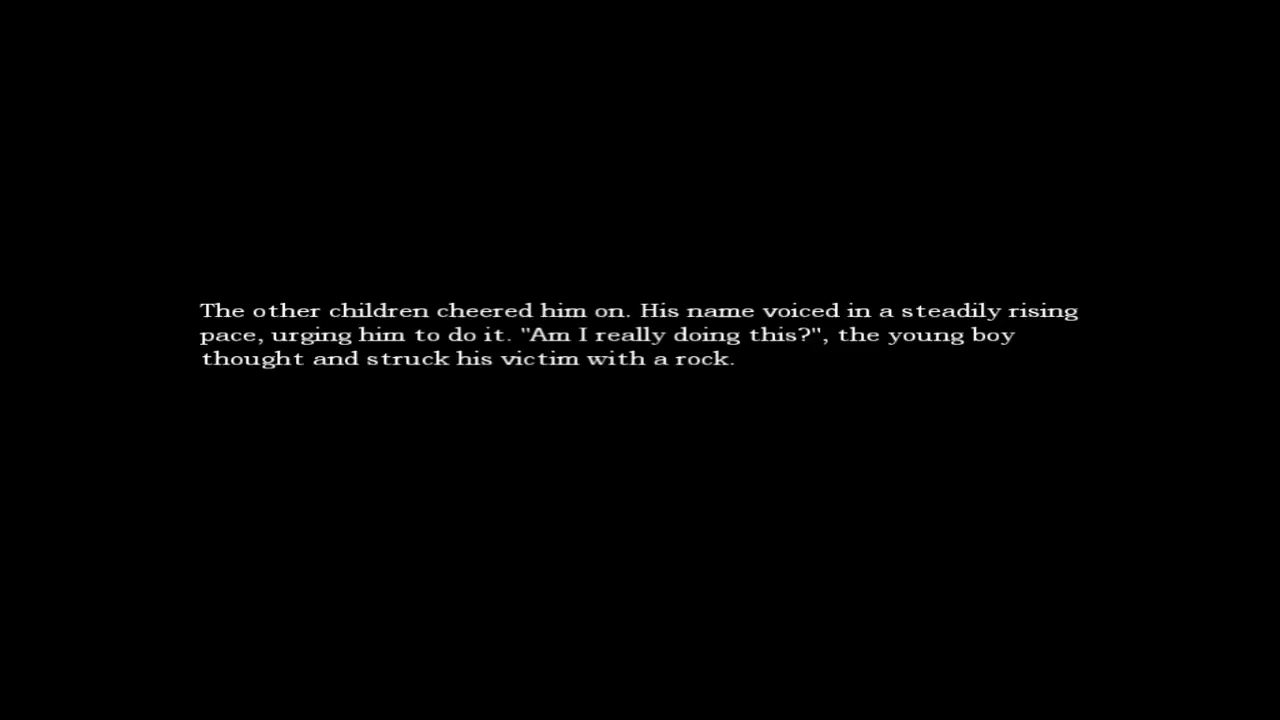 The other children cheered him on. His name voiced in a steadily rising
pace, urging him to do it. "Am I really doing this?", the young boy
thought and struck his victim with a rock.